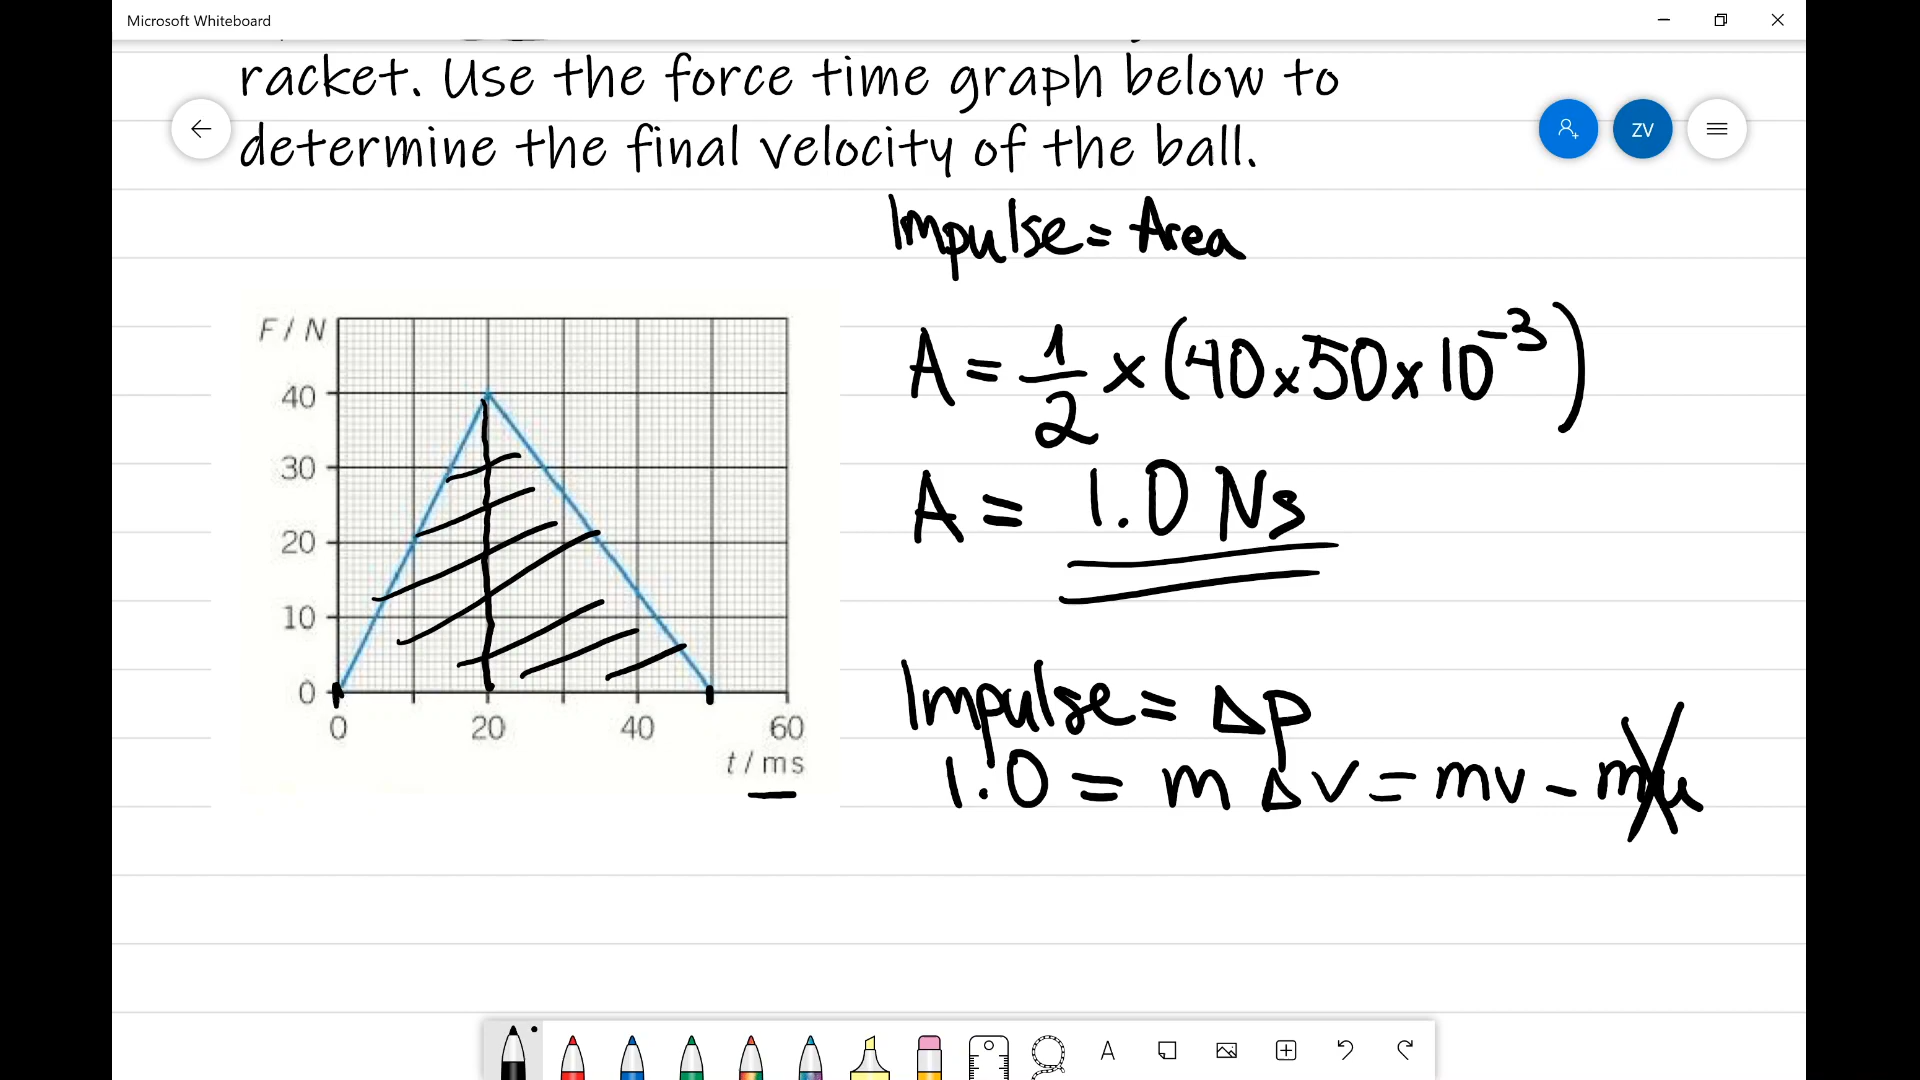 Microsoft Whiteboard
racket. Use the force time graph below to
determine the final velocity of the ball.
ZV
Impulse = Area
F / N
40
30
20
10
0
0 20 40 60
t / ms
A = 1/2 × (40×50×10⁻³)
A = 1.0 Ns
Impulse = Δp
1.0 = m Δv = mv - mu
A